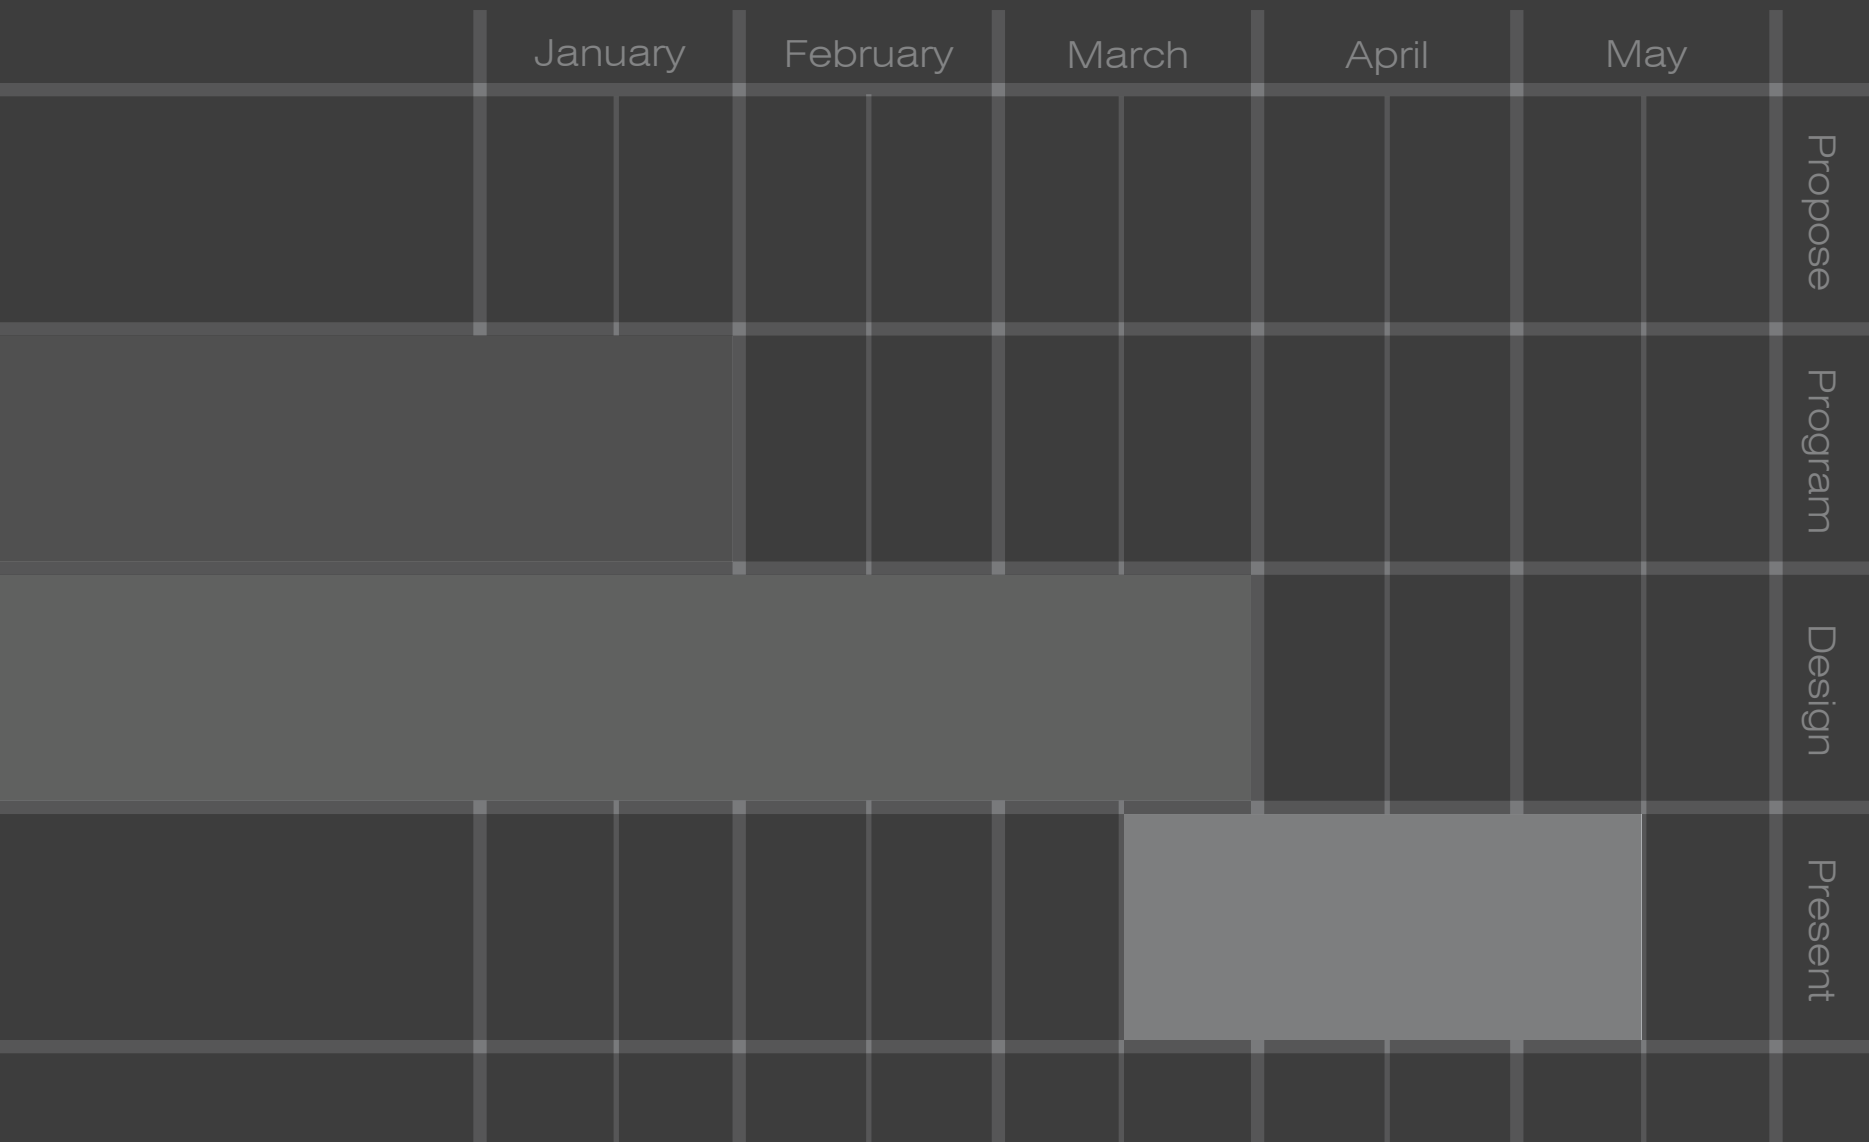 January
February
March
April
May
Propose
Program
Design
Present